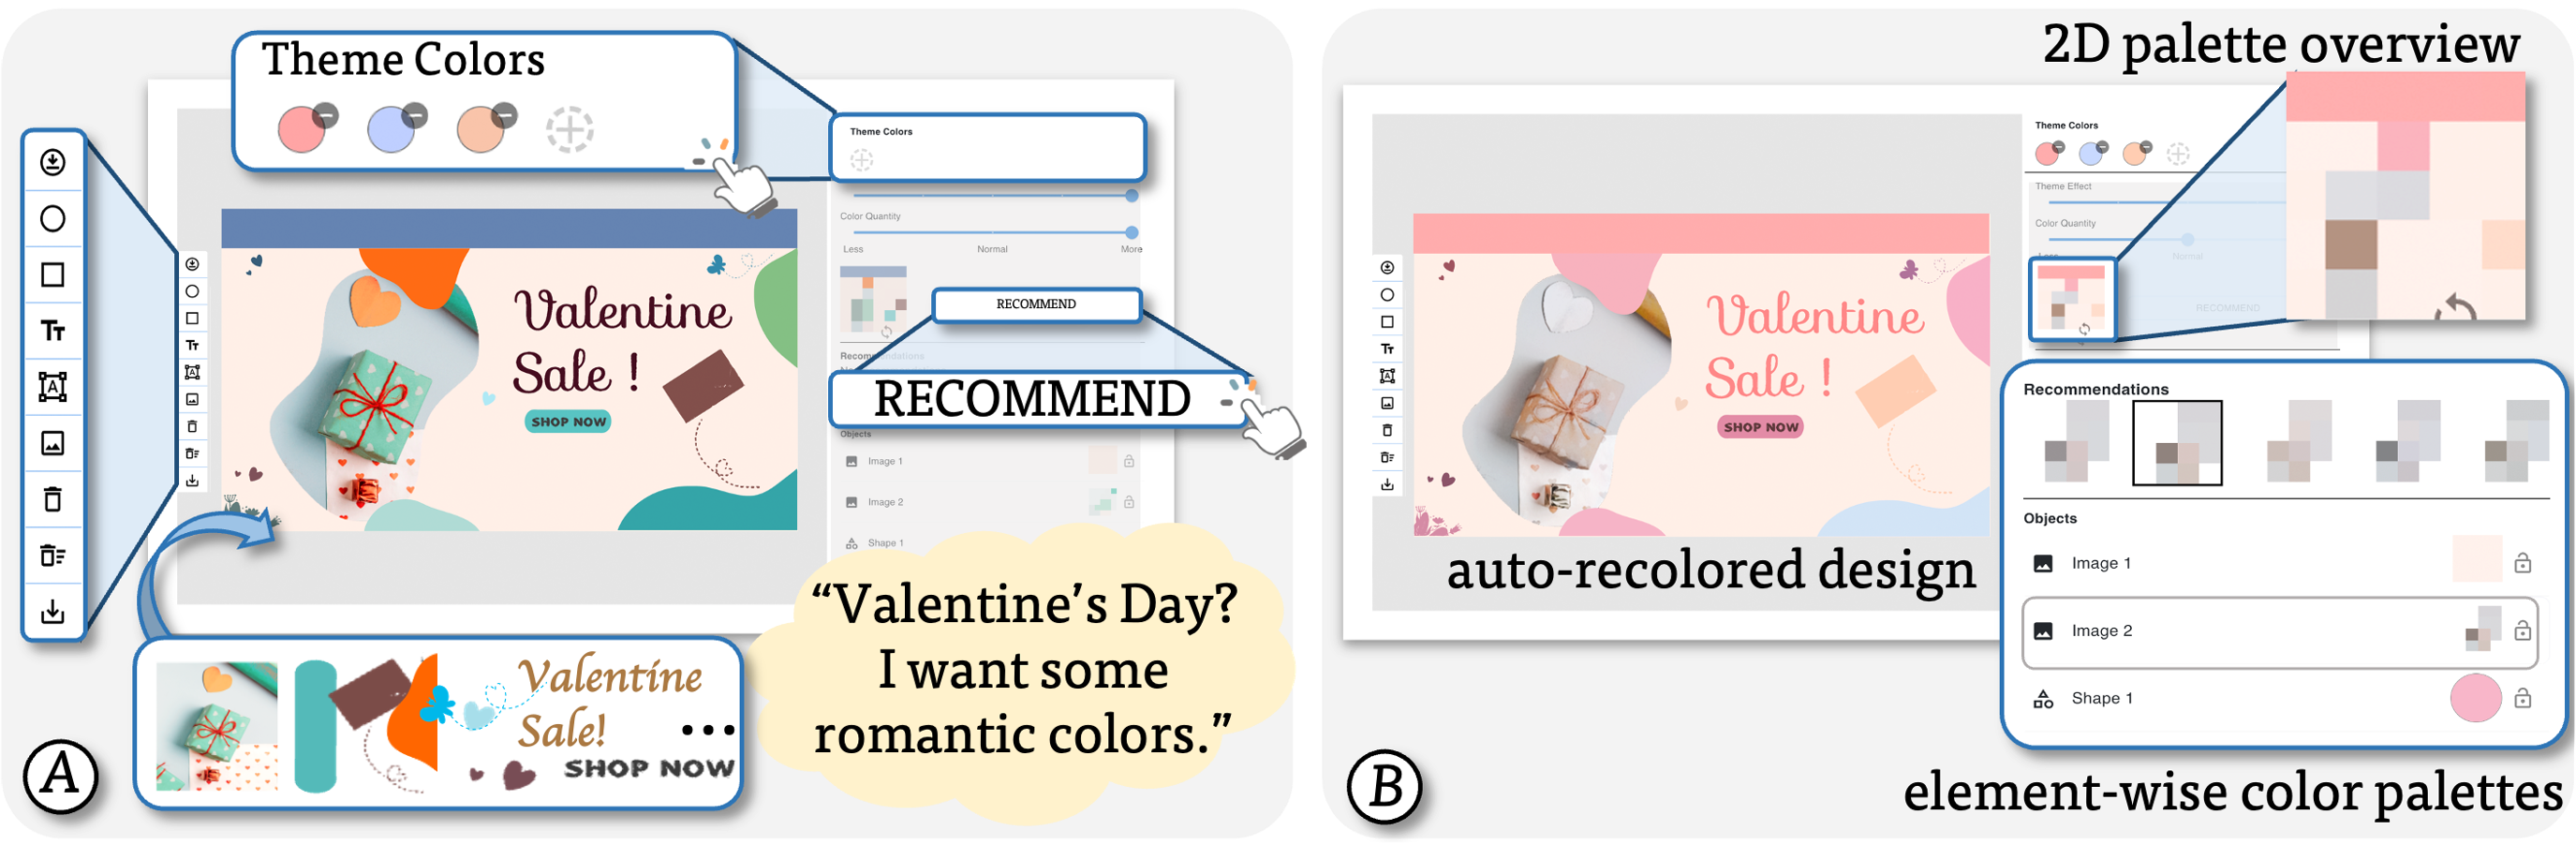 Theme Colors
Theme Colors
Color Quantity
Less Normal More
RECOMMEND
RECOMMEND
Objects
Image 1
Image 2
Shape 1
Valentine
Sale !
SHOP NOW
Valentine
Sale!
SHOP NOW
...
“Valentine’s Day?
I want some
romantic colors.”
A
2D palette overview
Theme Colors
Theme Effect
Color Quantity
Normal
RECOMMEND
Valentine
Sale !
SHOP NOW
auto-recolored design
Recommendations
Objects
Image 1
Image 2
Shape 1
B
element-wise color palettes